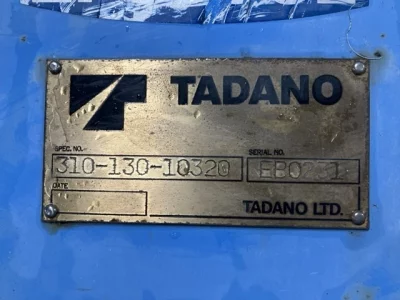 TADANO
SPEC. NO. SERIAL NO.
310-130-10320
DATE
TADANO LTD.